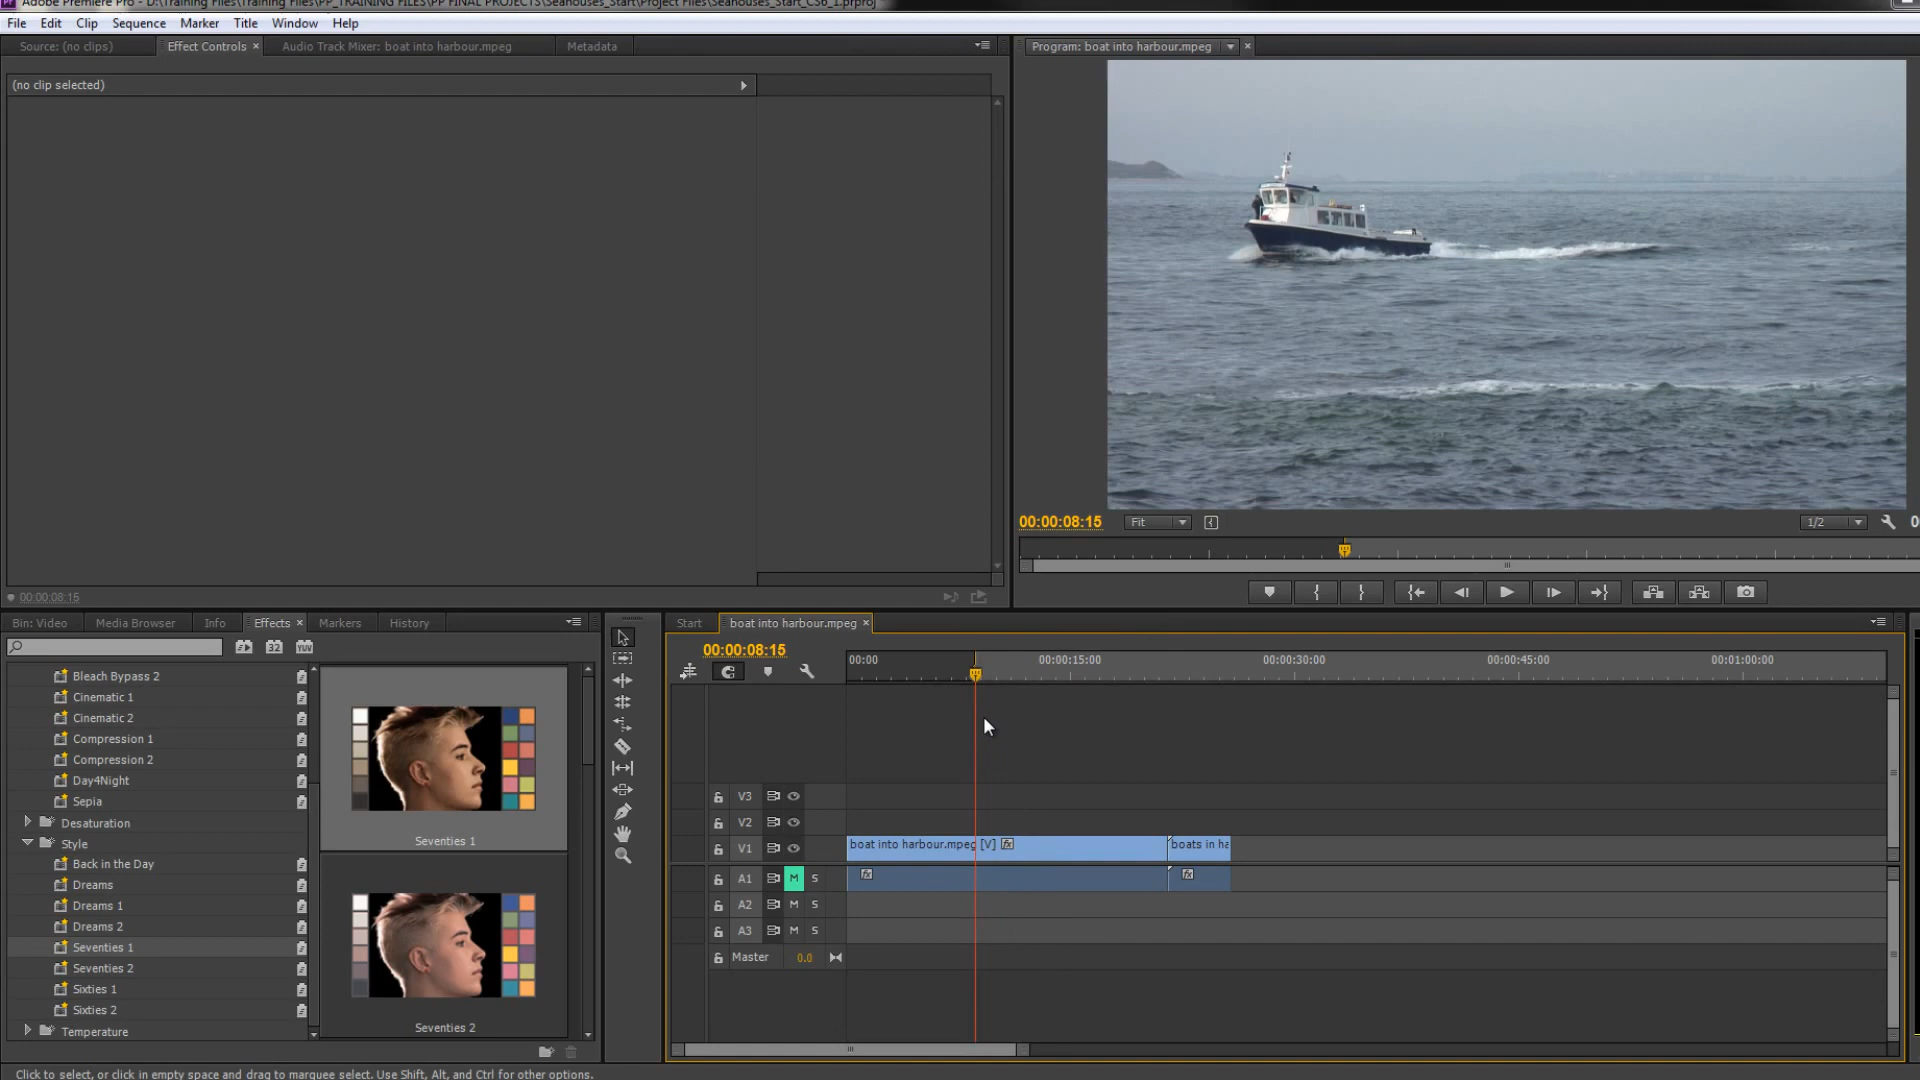 Adobe Premiere Pro - D:\Training Files\Training Files\PP_TRAINING FILES\PP FINAL PROJECTS\Seahouses_Start\Project Files\Seahouses_Start_CS6_1.prproj
File Edit Clip Sequence Marker Title Window Help
Source: (no clips) Effect Controls × Audio Track Mixer: boat into harbour.mpeg Metadata
Program: boat into harbour.mpeg ×
(no clip selected)
00:00:08:15 Fit 1/2
00:00:08:15
Bin: Video Media Browser Info Effects × Markers History
Start boat into harbour.mpeg ×
32 YUV
00:00:08:15
00:00 00:00:15:00 00:00:30:00 00:00:45:00 00:01:00:00
Bleach Bypass 2
Cinematic 1
Cinematic 2
Compression 1
Compression 2
Day4Night
Sepia
Desaturation
Style
Back in the Day
Dreams
Dreams 1
Dreams 2
Seventies 1
Seventies 2
Sixties 1
Sixties 2
Temperature
Seventies 1
Seventies 2
V3
V2
V1 boat into harbour.mpeg [V] fx boats in ha
A1 M S fx fx
A2 M S
A3 M S
Master 0.0
Click to select, or click in empty space and drag to marquee select. Use Shift, Alt, and Ctrl for other options.